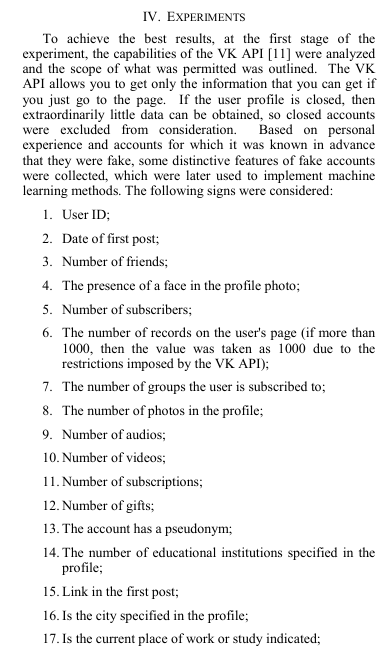 IV. EXPERIMENTS
To achieve the best results, at the first stage of the
experiment, the capabilities of the VK API [11] were analyzed
and the scope of what was permitted was outlined. The VK
API allows you to get only the information that you can get if
you just go to the page. If the user profile is closed, then
extraordinarily little data can be obtained, so closed accounts
were excluded from consideration. Based on personal
experience and accounts for which it was known in advance
that they were fake, some distinctive features of fake accounts
were collected, which were later used to implement machine
learning methods. The following signs were considered:
1. User ID;
2. Date of first post;
3. Number of friends;
4. The presence of a face in the profile photo;
5. Number of subscribers;
6. The number of records on the user's page (if more
than 1000, then the value was taken as 1000 due to the
restrictions imposed by the VK API);
7. The number of groups the user is subscribed to;
8. The number of photos in the profile;
9. Number of audios;
10. Number of videos;
11. Number of subscriptions;
12. Number of gifts;
13. The account has a pseudonym;
14. The number of educational institutions specified in the
profile;
15. Link in the first post;
16. Is the city specified in the profile;
17. Is the current place of work or study indicated;